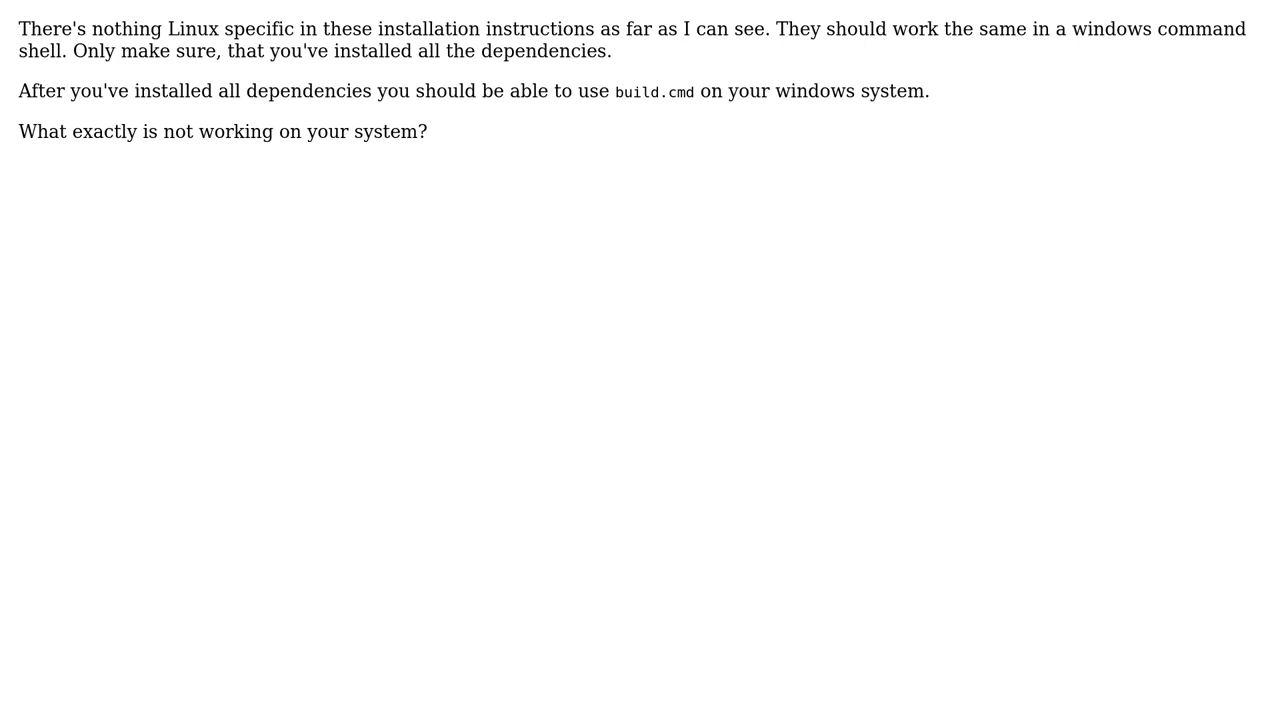 There's nothing Linux specific in these installation instructions as far as I can see. They should work the same in a windows command
shell. Only make sure, that you've installed all the dependencies.
After you've installed all dependencies you should be able to use build.cmd on your windows system.
What exactly is not working on your system?